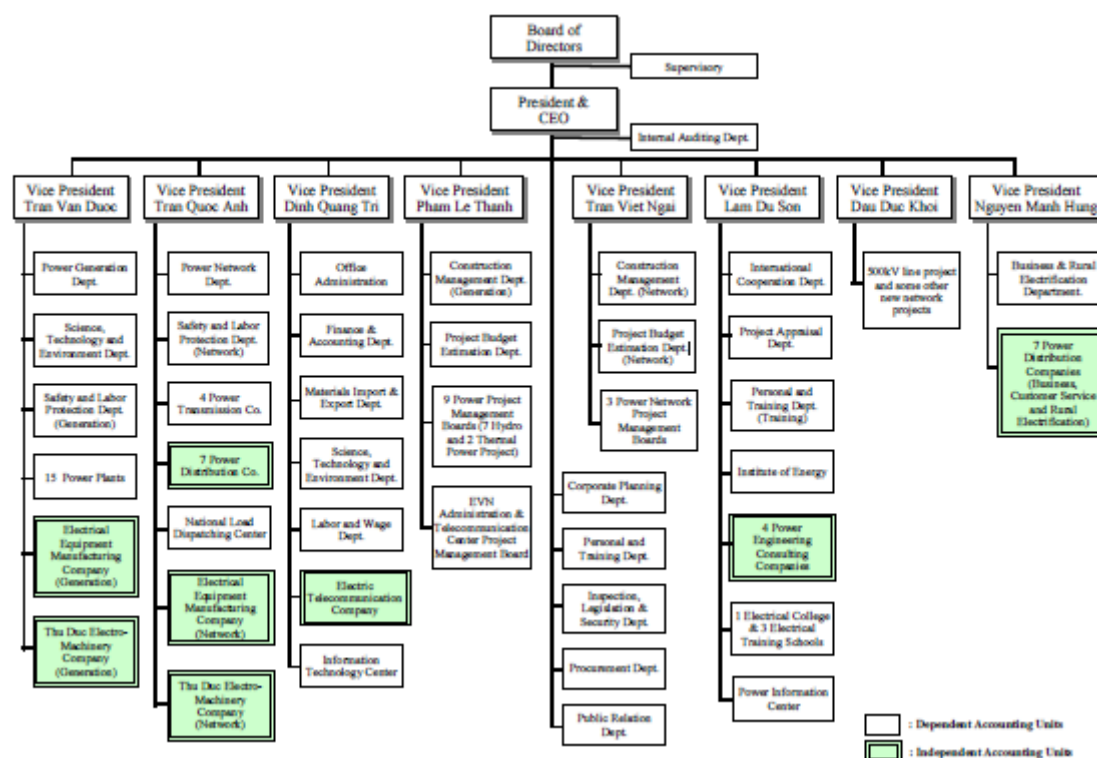 Board of
Directors
Supervisory
President &
CEO
Internal Auditing Dept.
Vice President
Tran Van Duoc
Vice President
Tran Quoc Anh
Vice President
Dinh Quang Tri
Vice President
Pham Le Thanh
Vice President
Tran Viet Ngai
Vice President
Lam Du Son
Vice President
Dau Duc Khoi
Vice President
Nguyen Manh Hung
Power Generation
Dept.
Science,
Technology and
Environment Dept.
Safety and Labor
Protection Dept.
(Generation)
15 Power Plants
Electrical
Equipment
Manufacturing
Company
(Generation)
Thu Duc Electro-
Machinery
Company
(Generation)
Power Network
Dept.
Safety and Labor
Protection Dept.
(Network)
4 Power
Transmission Co.
7 Power
Distribution Co.
National Load
Dispatching Center
Electrical
Equipment
Manufacturing
Company
(Network)
Thu Duc Electro-
Machinery
Company
(Network)
Office
Administration
Finance &
Accounting Dept.
Materials Import &
Export Dept.
Science,
Technology and
Environment Dept.
Labor and Wage
Dept.
Electric
Telecommunication
Company
Information
Technology Center
Construction
Management Dept.
(Generation)
Project Budget
Estimation Dept.
9 Power Project
Management
Boards (7 Hydro
and 2 Thermal
Power Project)
EVN
Administration &
Telecommunication
Center Project
Management Board
Construction
Management
Dept. (Network)
Project Budget
Estimation Dept.
(Network)
3 Power Network
Project
Management
Boards
Corporate Planning
Dept.
Personal and
Training Dept.
Inspection,
Legislation &
Security Dept.
Procurement Dept.
Public Relation
Dept.
International
Cooperation Dept.
Project Appraisal
Dept.
Personal and
Training Dept.
(Training)
Institute of Energy
4 Power
Engineering
Consulting
Companies
1 Electrical College
& 3 Electrical
Training Schools
Power Information
Center
500kV line project
and some other
new network
projects
Business & Rural
Electrification
Department.
7 Power
Distribution
Companies
(Business,
Customer Service
and Rural
Electrification)
: Dependent Accounting Units
: Independent Accounting Units